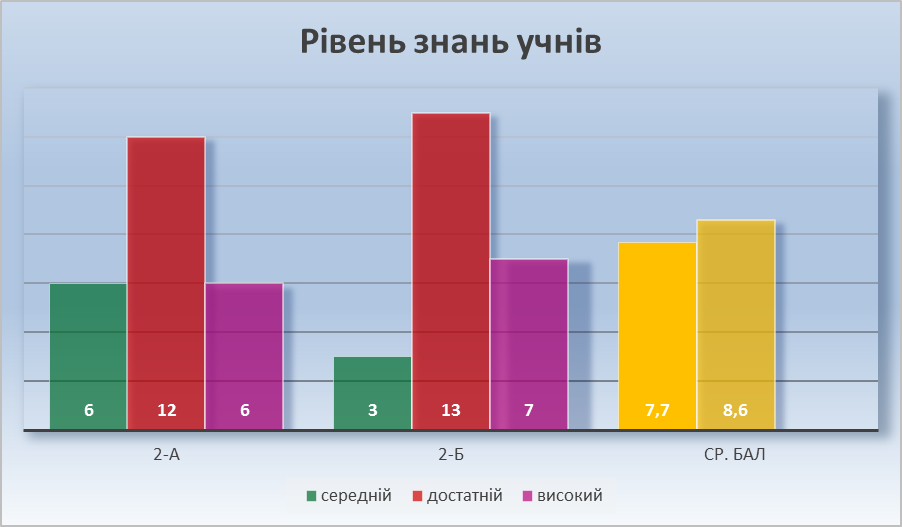 Рівень знань учнів
6 12 6 3 13 7 7,7 8,6
2-А 2-Б СР. БАЛ
середній достатній високий